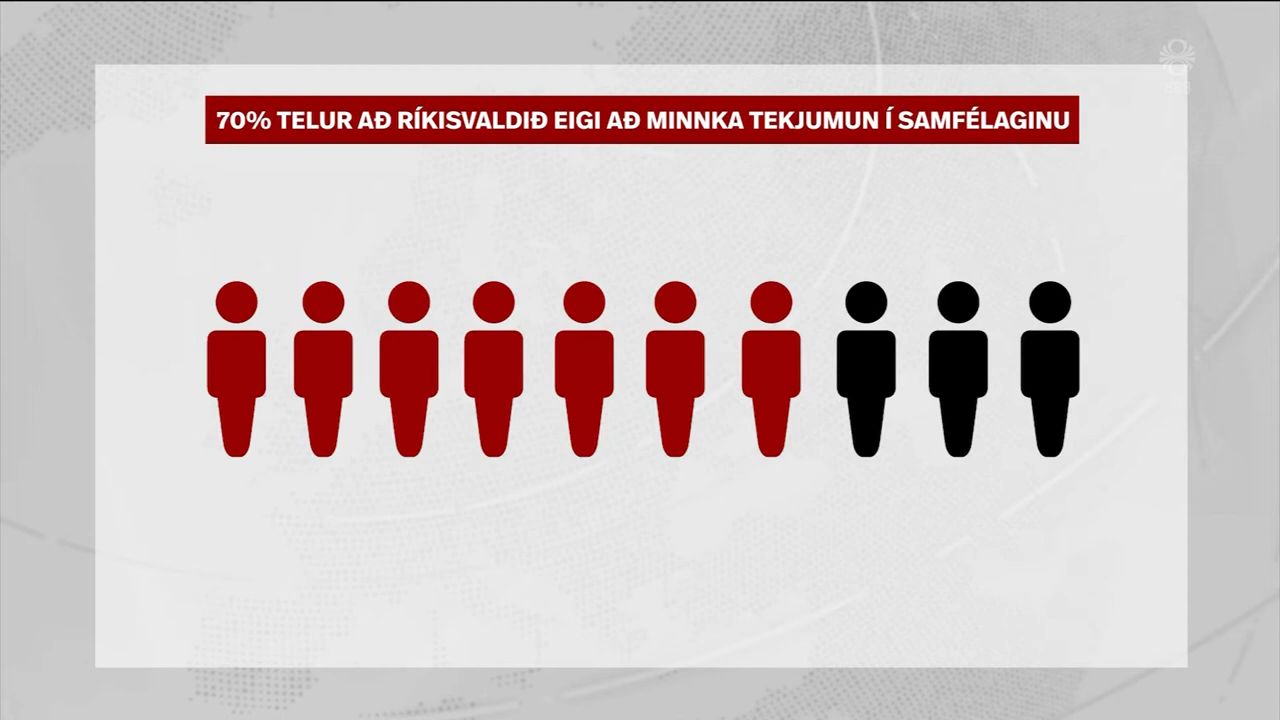 70% TELUR AÐ RÍKISVALDIÐ EIGI AÐ MINNKA TEKJUMUN Í SAMFÉLAGINU